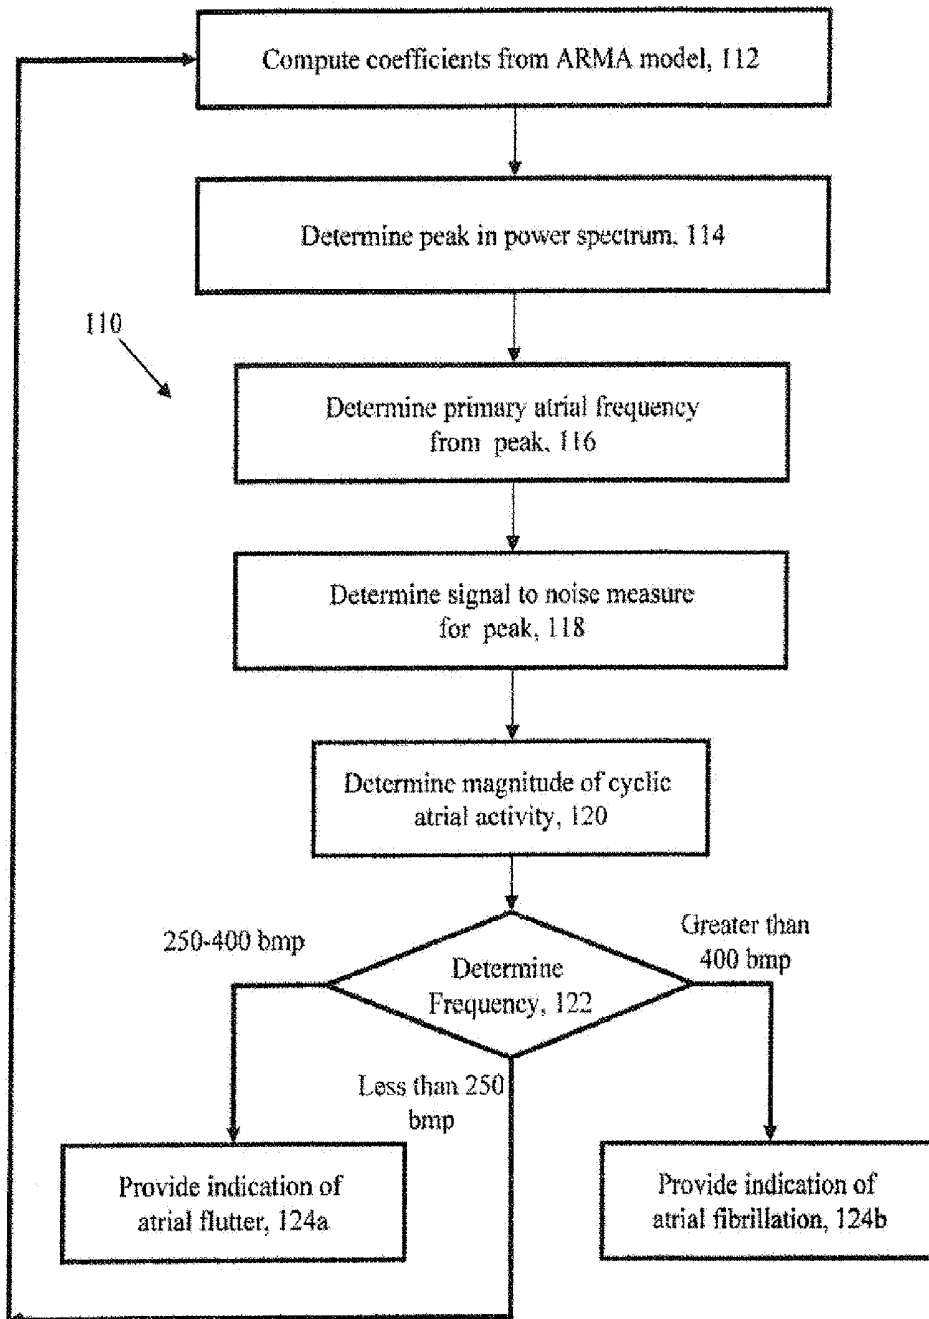 Compute coefficients from ARMA model, 112
Determine peak in power spectrum, 114
110
Determine primary atrial frequency
from peak, 116
Determine signal to noise measure
for peak, 118
Determine magnitude of cyclic
atrial activity, 120
250-400 bmp
Greater than
400 bmp
Determine
Frequency, 122
Less than 250
bmp
Provide indication of
atrial flutter, 124a
Provide indication of
atrial fibrillation, 124b